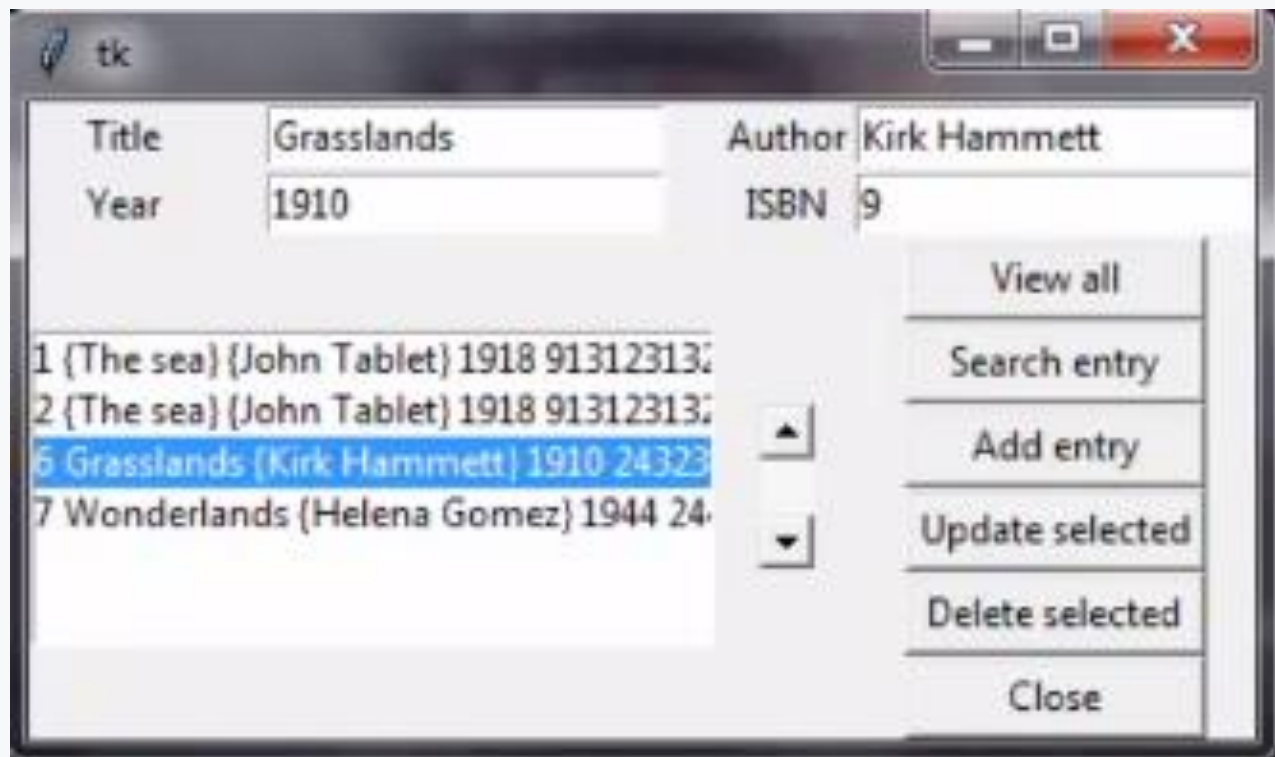 tk
Title Grasslands Author Kirk Hammett
Year 1910 ISBN 9
View all
1 {The sea} {John Tablet} 1918 913123132
Search entry
2 {The sea} {John Tablet} 1918 913123132
6 Grasslands {Kirk Hammett} 1910 24323
Add entry
7 Wonderlands {Helena Gomez} 1944 24
Update selected
Delete selected
Close